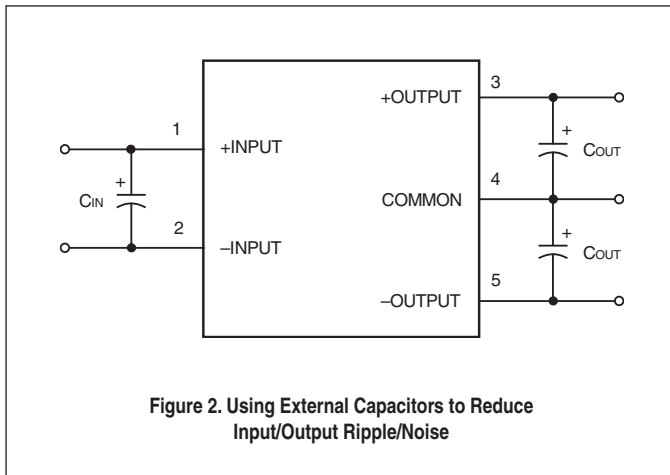 3
+OUTPUT
+
COUT
1
+INPUT
4
COMMON
+
CIN
+
COUT
2
–INPUT
5
–OUTPUT
Figure 2. Using External Capacitors to Reduce
Input/Output Ripple/Noise